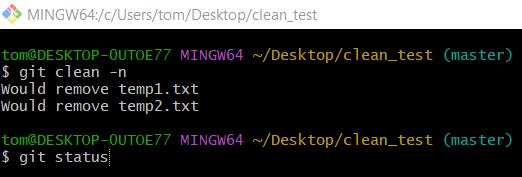 MINGW64:/c/Users/tom/Desktop/clean_test
tom@DESKTOP-OUTOE77 MINGW64 ~/Desktop/clean_test (master)
$ git clean -n
Would remove temp1.txt
Would remove temp2.txt
tom@DESKTOP-OUTOE77 MINGW64 ~/Desktop/clean_test (master)
$ git status